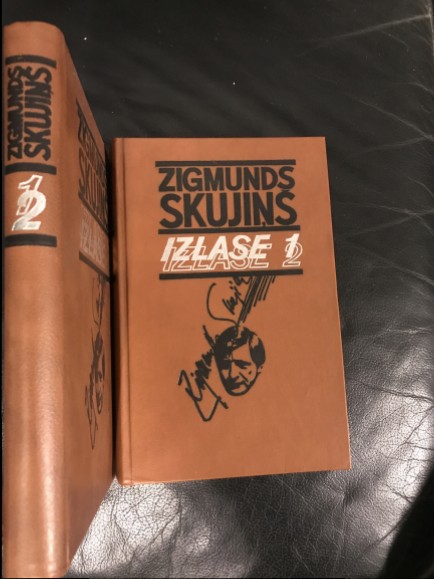 ZIGMUNDS
SKUJIŅŠ
1
2
ZIGMUNDS
SKUJIŅŠ
IZLASE 1
IZLASE 2